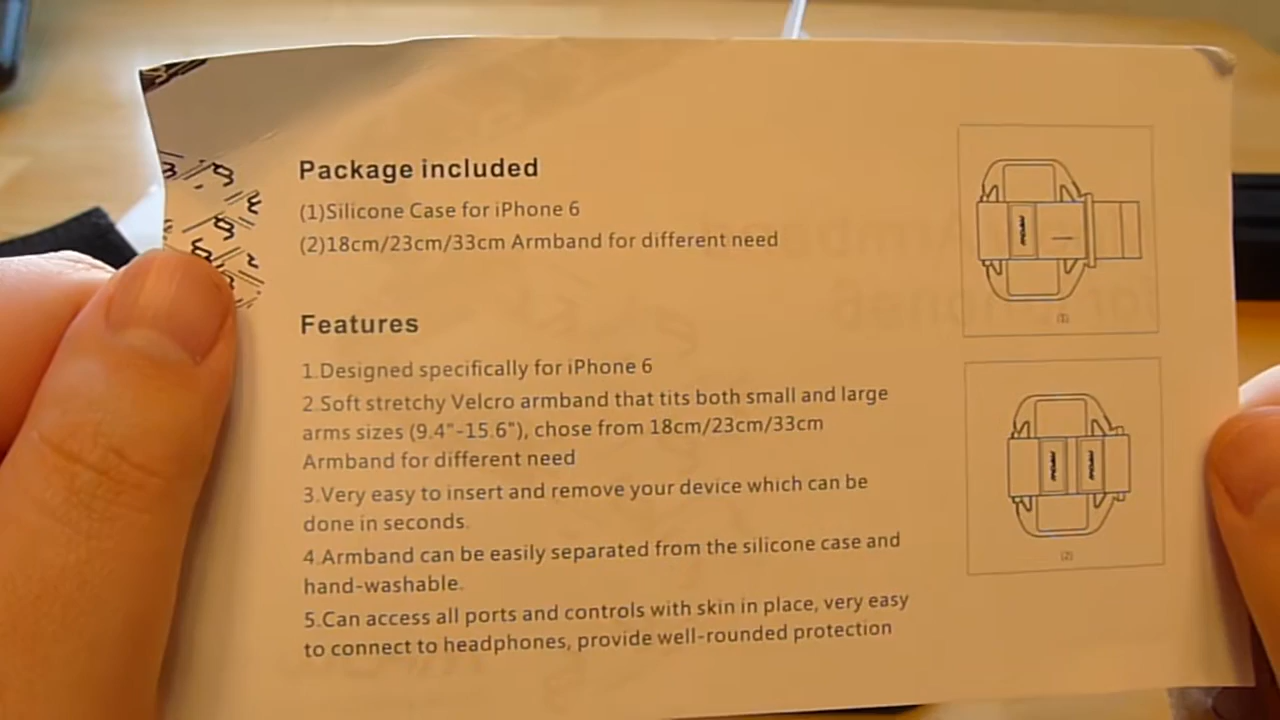 Package included
(1)Silicone Case for iPhone 6
(2)18cm/23cm/33cm Armband for different need
Features
1.Designed specifically for iPhone 6
2.Soft stretchy Velcro armband that tits both small and large
arms sizes (9.4"-15.6"), chose from 18cm/23cm/33cm
Armband for different need
3.Very easy to insert and remove your device which can be
done in seconds.
4.Armband can be easily separated from the silicone case and
hand-washable.
5.Can access all ports and controls with skin in place, very easy
to connect to headphones, provide well-rounded protection
(1)
(2)